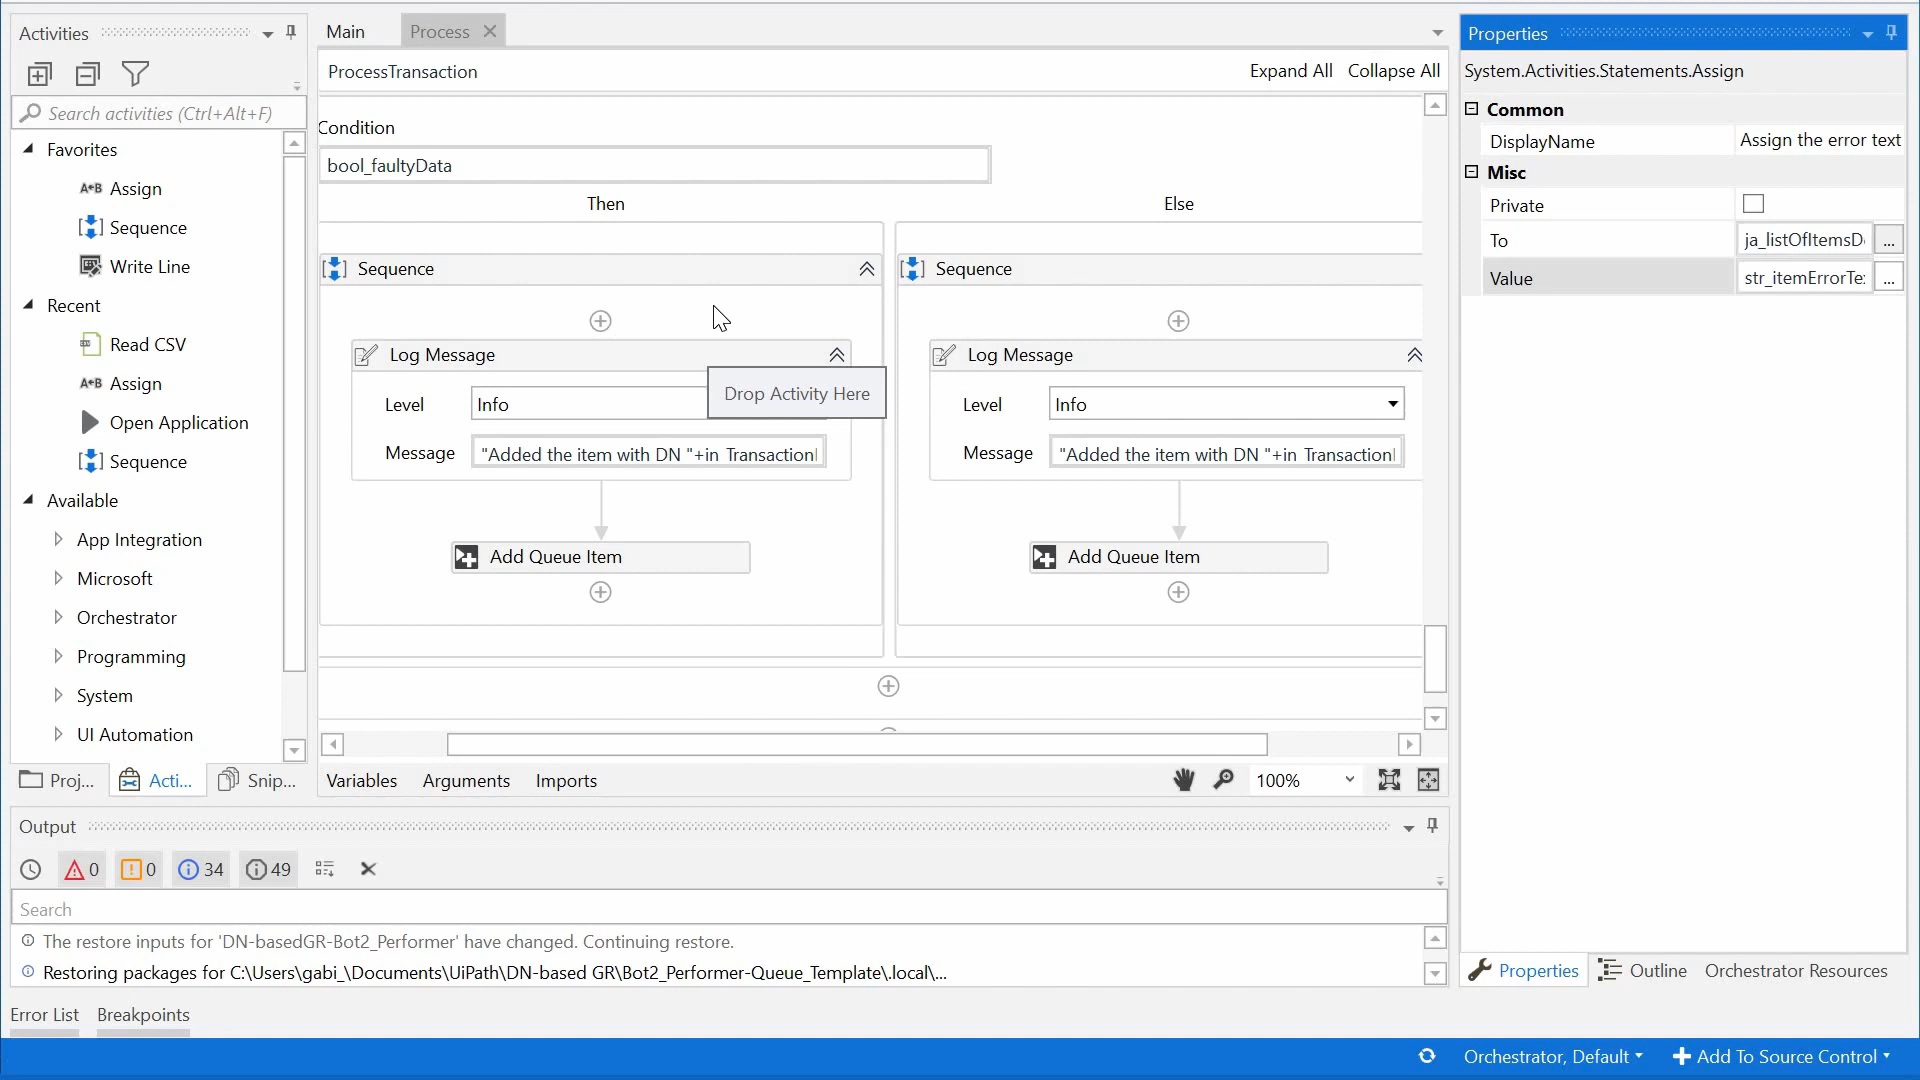 Activities
Search activities (Ctrl+Alt+F)
Favorites
A+B Assign
Sequence
Write Line
Recent
Read CSV
A+B Assign
Open Application
Sequence
Available
App Integration
Microsoft
Orchestrator
Programming
System
UI Automation
Proj...
Acti...
Snip...
Main
Process
ProcessTransaction
Expand All
Collapse All
Condition
bool_faultyData
Then
Else
Sequence
Log Message
Level
Info
Drop Activity Here
Message
"Added the item with DN "+in_Transaction
Add Queue Item
Sequence
Log Message
Level
Info
Message
"Added the item with DN "+in_Transaction
Add Queue Item
Variables
Arguments
Imports
100%
Output
0
0
34
49
Search
The restore inputs for 'DN-basedGR-Bot2_Performer' have changed. Continuing restore.
Restoring packages for C:\Users\gabi_\Documents\UiPath\DN-based GR\Bot2_Performer-Queue_Template\.local\...
Error List
Breakpoints
Properties
System.Activities.Statements.Assign
Common
DisplayName
Assign the error text
Misc
Private
To
ja_listOfItemsD
...
Value
str_itemErrorTe
...
Properties
Outline
Orchestrator Resources
Orchestrator, Default
Add To Source Control